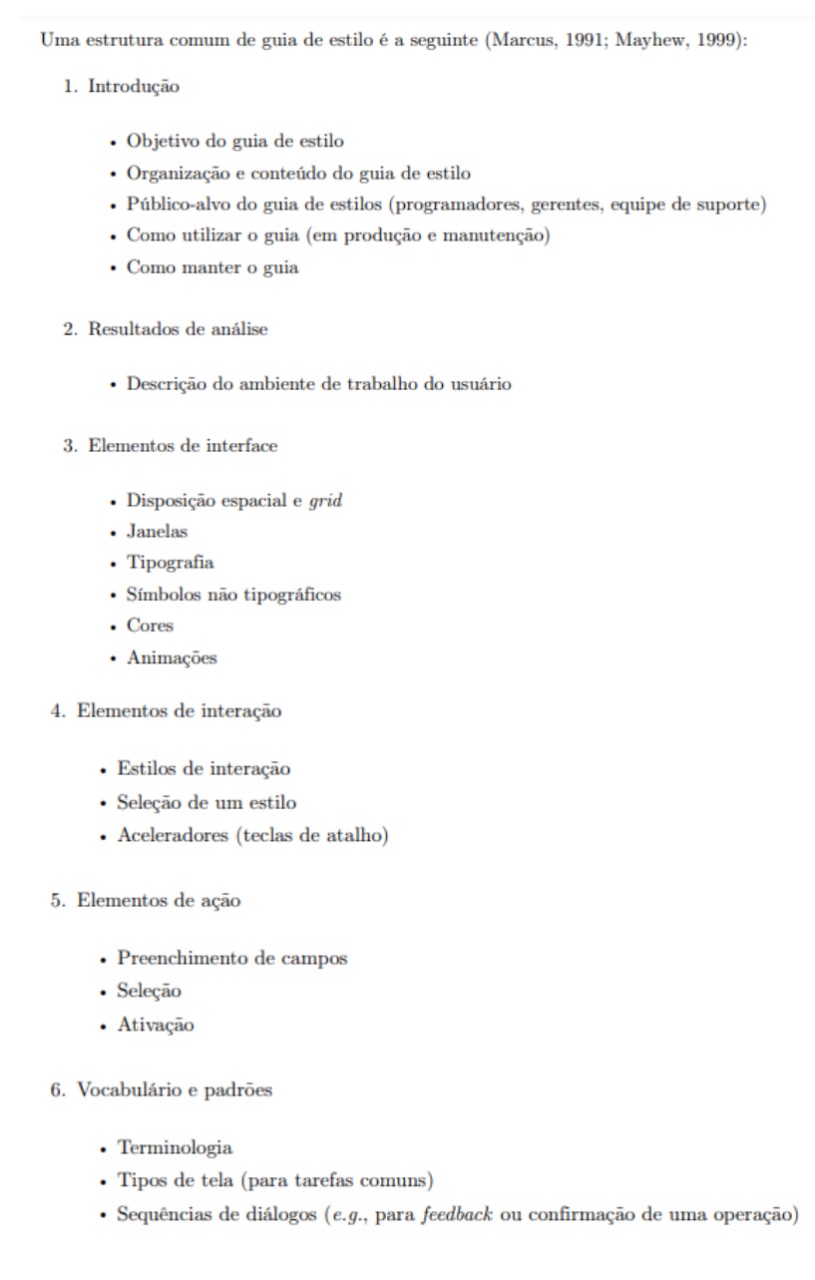 Uma estrutura comum de guia de estilo é a seguinte (Marcus, 1991; Mayhew, 1999):
1. Introdução
• Objetivo do guia de estilo
• Organização e conteúdo do guia de estilo
• Público-alvo do guia de estilos (programadores, gerentes, equipe de suporte)
• Como utilizar o guia (em produção e manutenção)
• Como manter o guia
2. Resultados de análise
• Descrição do ambiente de trabalho do usuário
3. Elementos de interface
• Disposição espacial e grid
• Janelas
• Tipografia
• Símbolos não tipográficos
• Cores
• Animações
4. Elementos de interação
• Estilos de interação
• Seleção de um estilo
• Aceleradores (teclas de atalho)
5. Elementos de ação
• Preenchimento de campos
• Seleção
• Ativação
6. Vocabulário e padrões
• Terminologia
• Tipos de tela (para tarefas comuns)
• Sequências de diálogos (e.g., para feedback ou confirmação de uma operação)